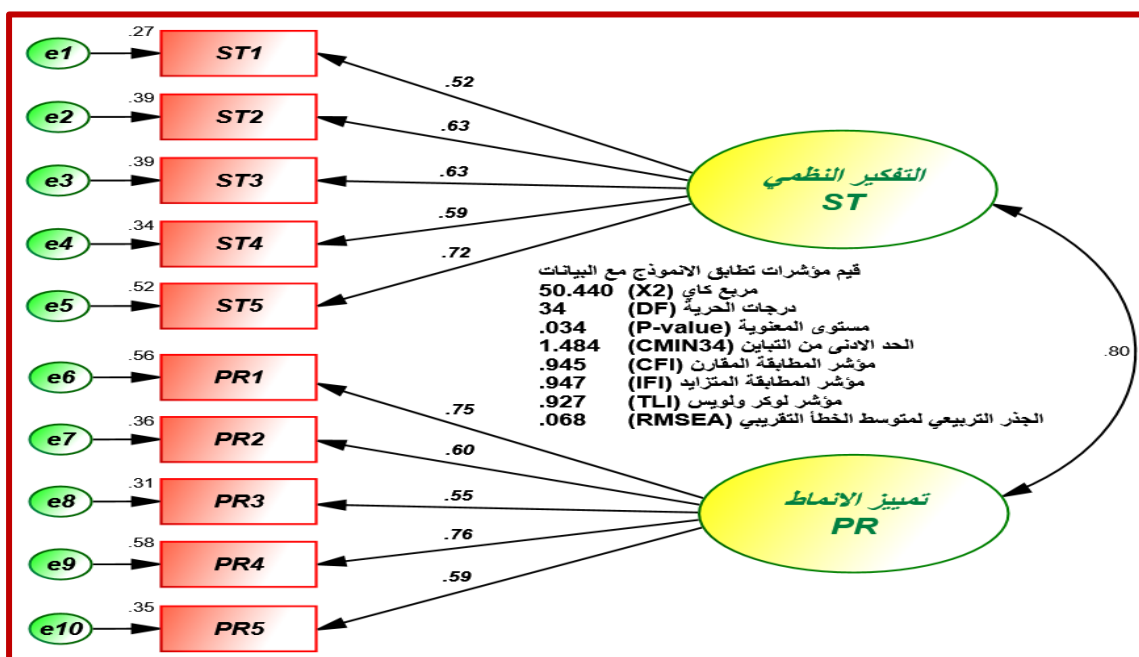 .27
e1
ST1
.52
.39
e2
ST2
.63
.39
e3
ST3
.63
.34
e4
ST4
.59
.52
e5
ST5
.72
التفكير النظمي
ST
قيم مؤشرات تطابق الانموذج مع البيانات
مربع كاي (X2) 50.440
درجات الحرية (DF) 34
مستوى المعنوية (P-value) .034
الحد الادنى من التباين (CMIN34) 1.484
مؤشر المطابقة المقارن (CFI) .945
مؤشر المطابقة المتزايد (IFI) .947
مؤشر لوكر ولويس (TLI) .927
الجذر التربيعي لمتوسط الخطأ التقريبي (RMSEA) .068
.80
.56
e6
PR1
.75
.36
e7
PR2
.60
.31
e8
PR3
.55
.58
e9
PR4
.76
.35
e10
PR5
.59
تمييز الانماط
PR